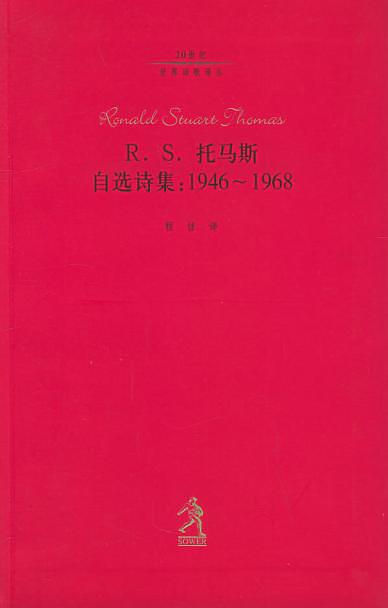 20世纪
世界诗歌译丛
Ronald Stuart Thomas
R. S. 托马斯
自选诗集:1946～1968
程佳 译
SOWER